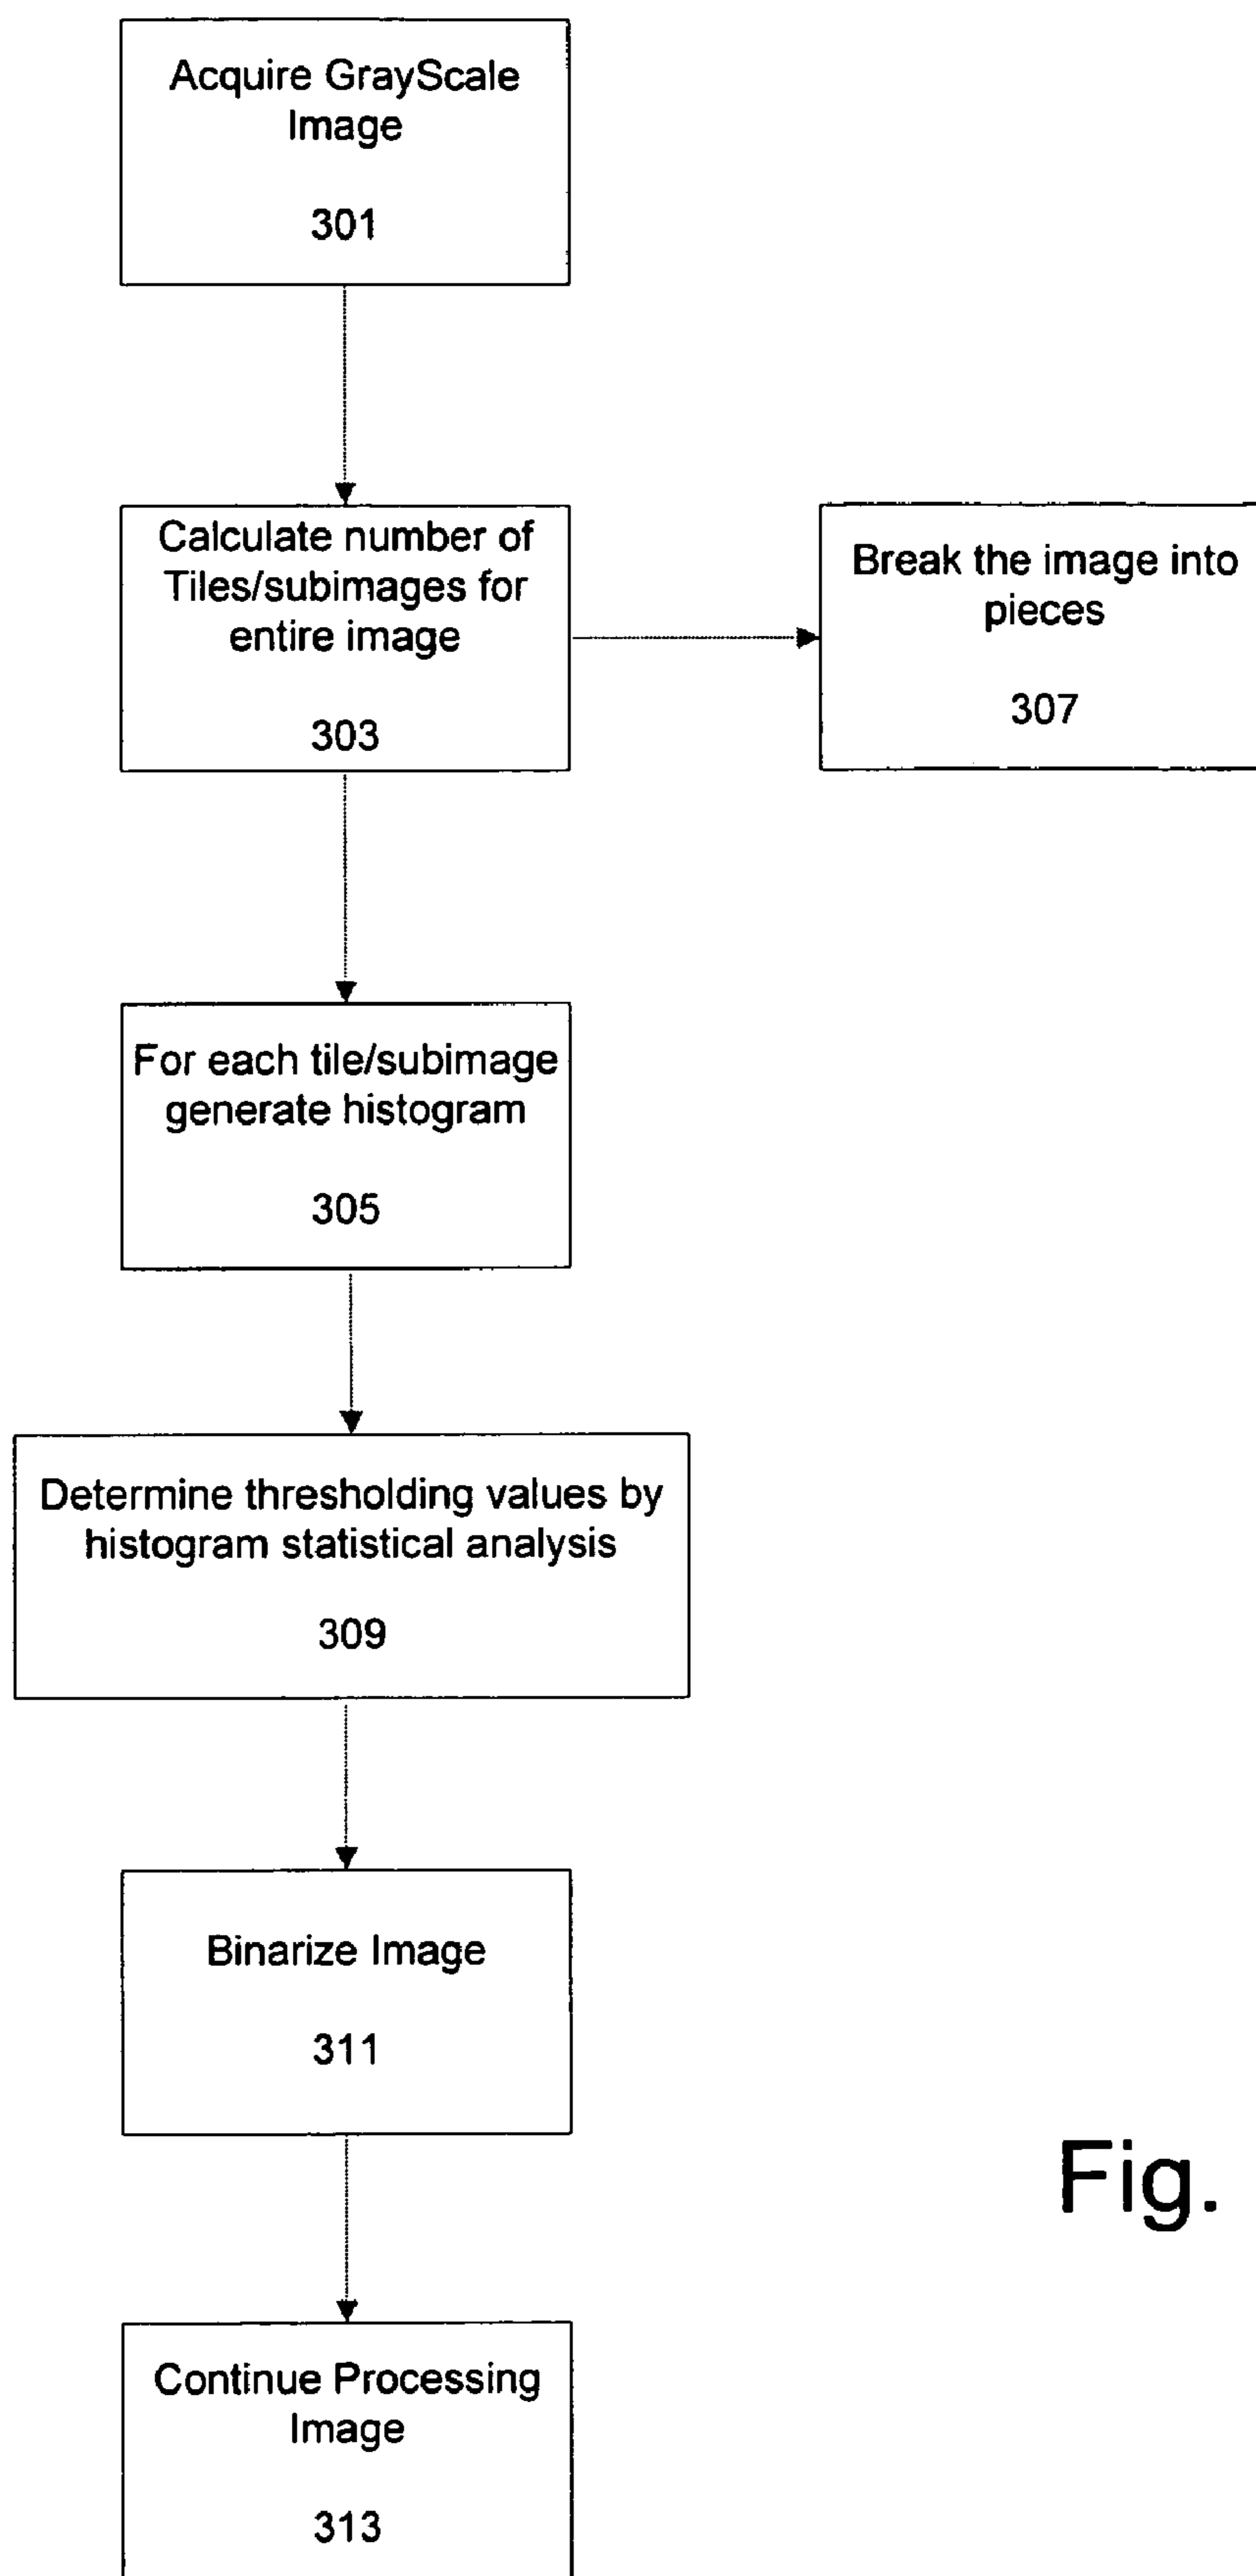 Acquire GrayScale
Image
301
Calculate number of
Tiles/subimages for
entire image
303
Break the image into
pieces
307
For each tile/subimage
generate histogram
305
Determine thresholding values by
histogram statistical analysis
309
Binarize Image
311
Continue Processing
Image
313
Fig.